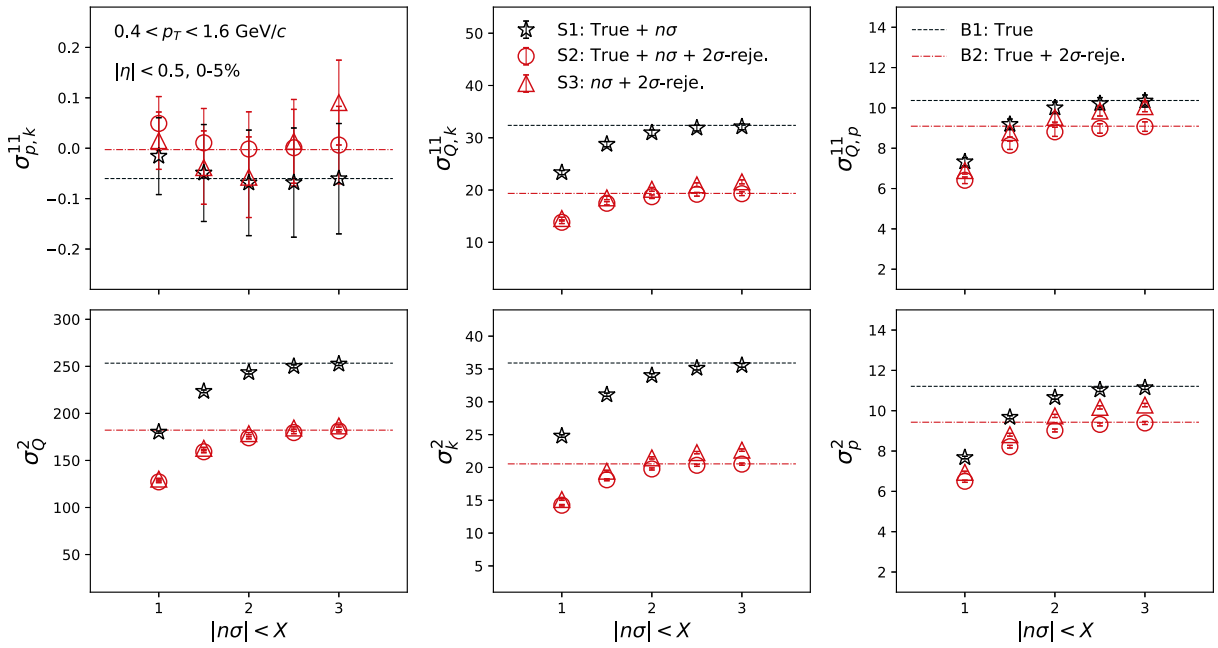 0.4 < p_T < 1.6 GeV/c
|η| < 0.5, 0-5%
0.2
0.1
0.0
−0.1
−0.2
σ^{11}_{p,k}
S1: True + nσ
S2: True + nσ + 2σ-reje.
S3: nσ + 2σ-reje.
50
40
30
20
10
σ^{11}_{Q,k}
B1: True
B2: True + 2σ-reje.
14
12
10
8
6
4
2
σ^{11}_{Q,p}
300
250
200
150
100
50
σ^2_Q
1 2 3
|nσ| < X
45
40
35
30
25
20
15
10
5
σ^2_k
1 2 3
|nσ| < X
14
12
10
8
6
4
2
σ^2_p
1 2 3
|nσ| < X